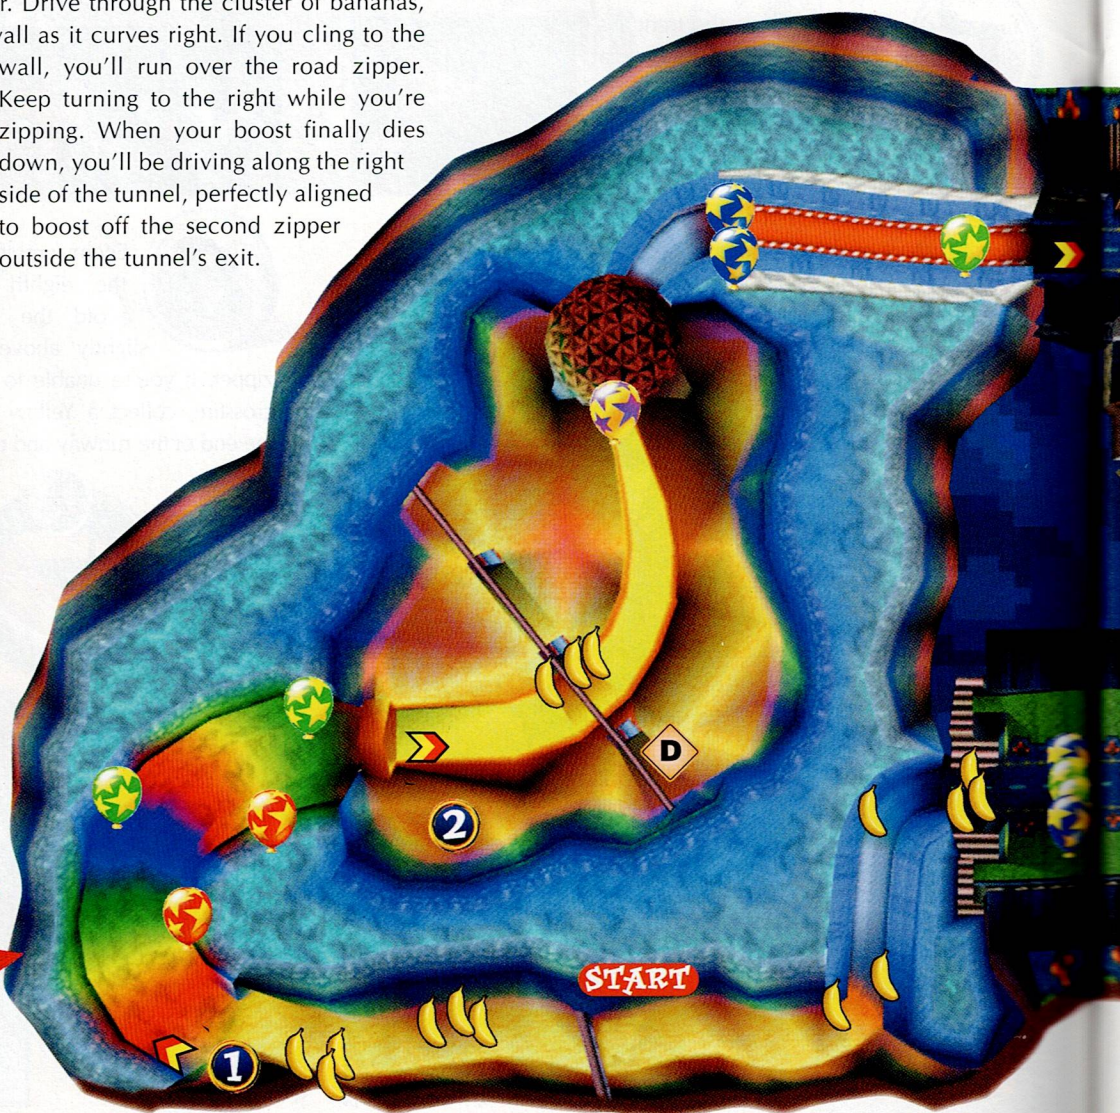 r. Drive through the cluster of bananas,
all as it curves right. If you cling to the
wall, you'll run over the road zipper.
Keep turning to the right while you're
zipping. When your boost finally dies
down, you'll be driving along the right
side of the tunnel, perfectly aligned
to boost off the second zipper
outside the tunnel's exit.
D
2
START
1